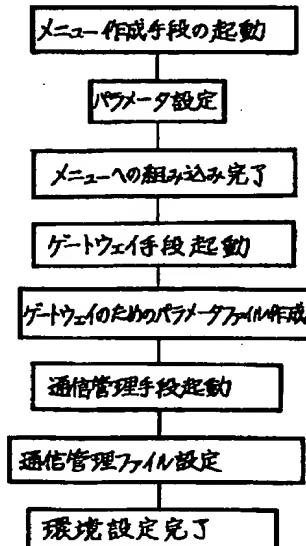 メニュー作成手段の起動
パラメータ設定
メニューへの組み込み完了
ゲートウェイ手段起動
ゲートウェイのためのパラメータファイル作成
通信管理手段起動
通信管理ファイル設定
環境設定完了